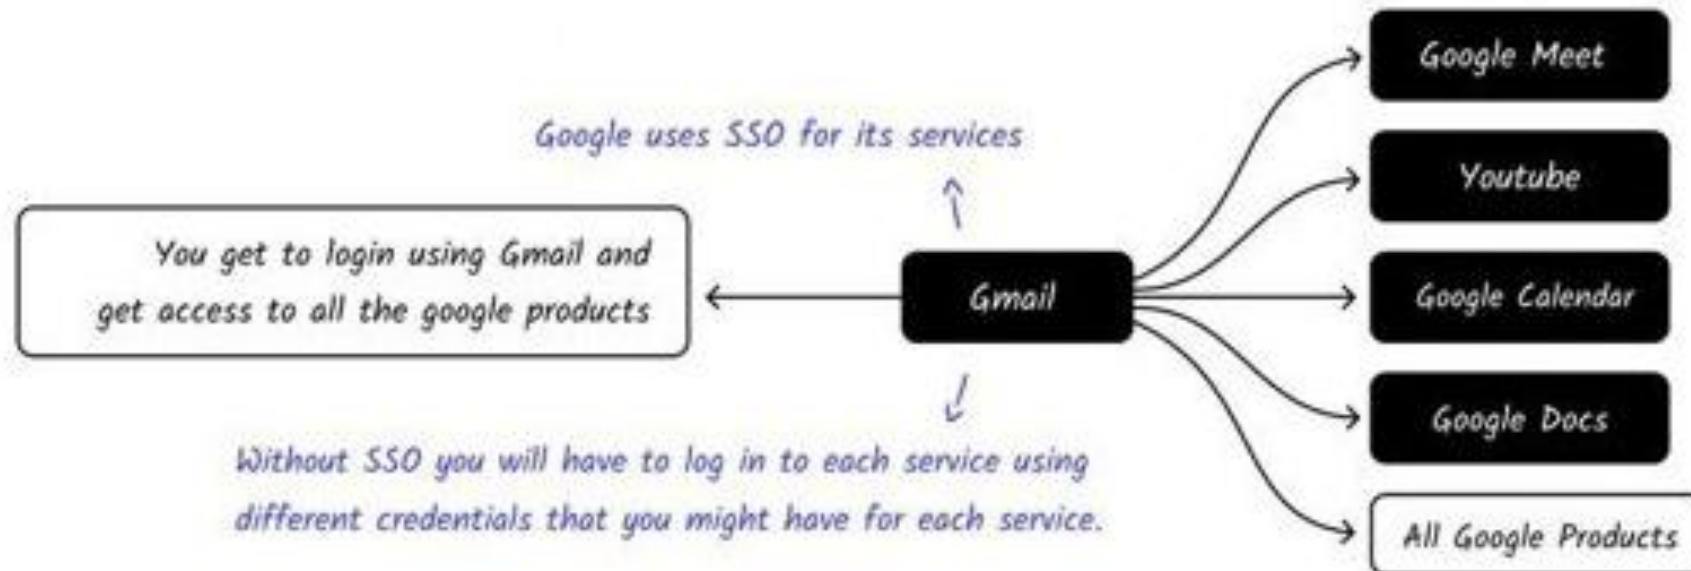 Google Meet
Google uses SSO for its services
Youtube
You get to login using Gmail and
get access to all the google products
Gmail
Google Calendar
Google Docs
Without SSO you will have to log in to each service using
different credentials that you might have for each service.
All Google Products